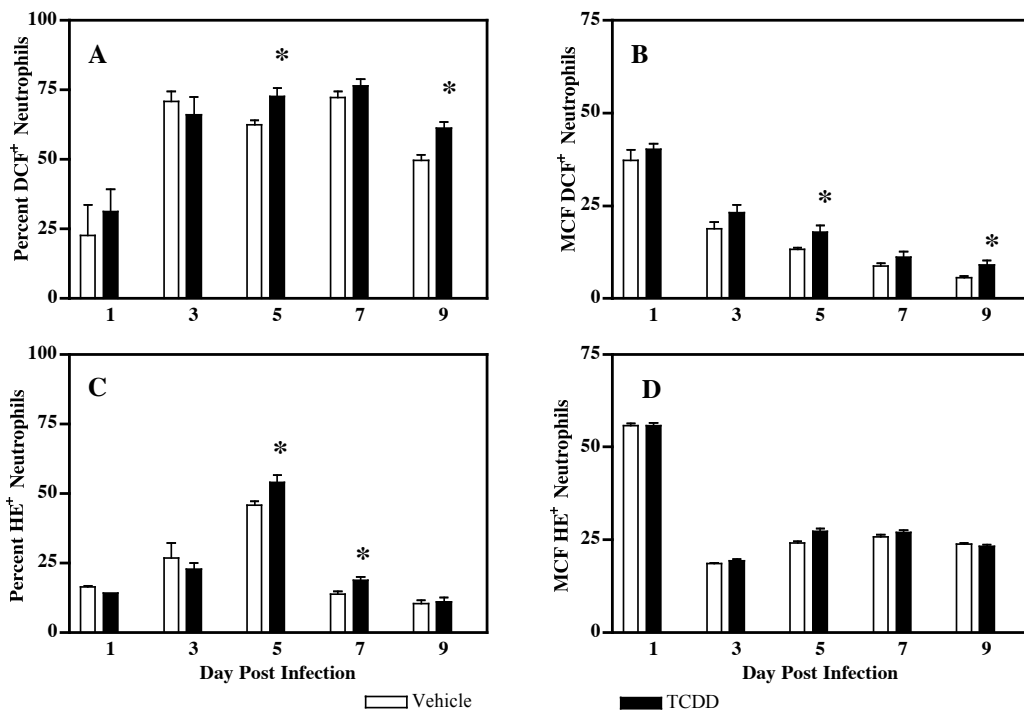 A
Percent DCF+ Neutrophils
100
75
50
25
0
*
*
1 3 5 7 9
B
MCF DCF+ Neutrophils
75
50
25
0
*
*
1 3 5 7 9
C
Percent HE+ Neutrophils
100
75
50
25
0
*
*
1 3 5 7 9
Day Post Infection
D
MCF HE+ Neutrophils
75
50
25
0
1 3 5 7 9
Day Post Infection
Vehicle
TCDD